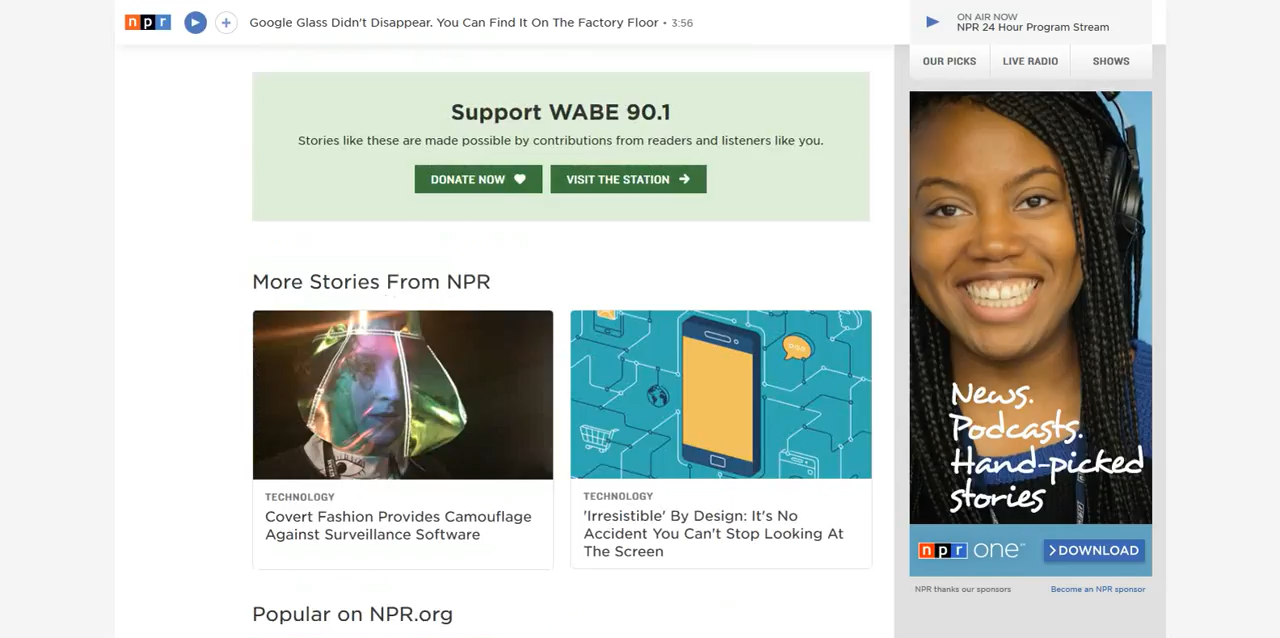 npr
Google Glass Didn't Disappear. You Can Find It On The Factory Floor • 3:56
ON AIR NOW
NPR 24 Hour Program Stream
OUR PICKS
LIVE RADIO
SHOWS
Support WABE 90.1
Stories like these are made possible by contributions from readers and listeners like you.
DONATE NOW
VISIT THE STATION
More Stories From NPR
TECHNOLOGY
Covert Fashion Provides Camouflage
Against Surveillance Software
TECHNOLOGY
'Irresistible' By Design: It's No
Accident You Can't Stop Looking At
The Screen
Popular on NPR.org
News.
Podcasts.
Hand-picked
stories
npr one
DOWNLOAD
NPR thanks our sponsors
Become an NPR sponsor